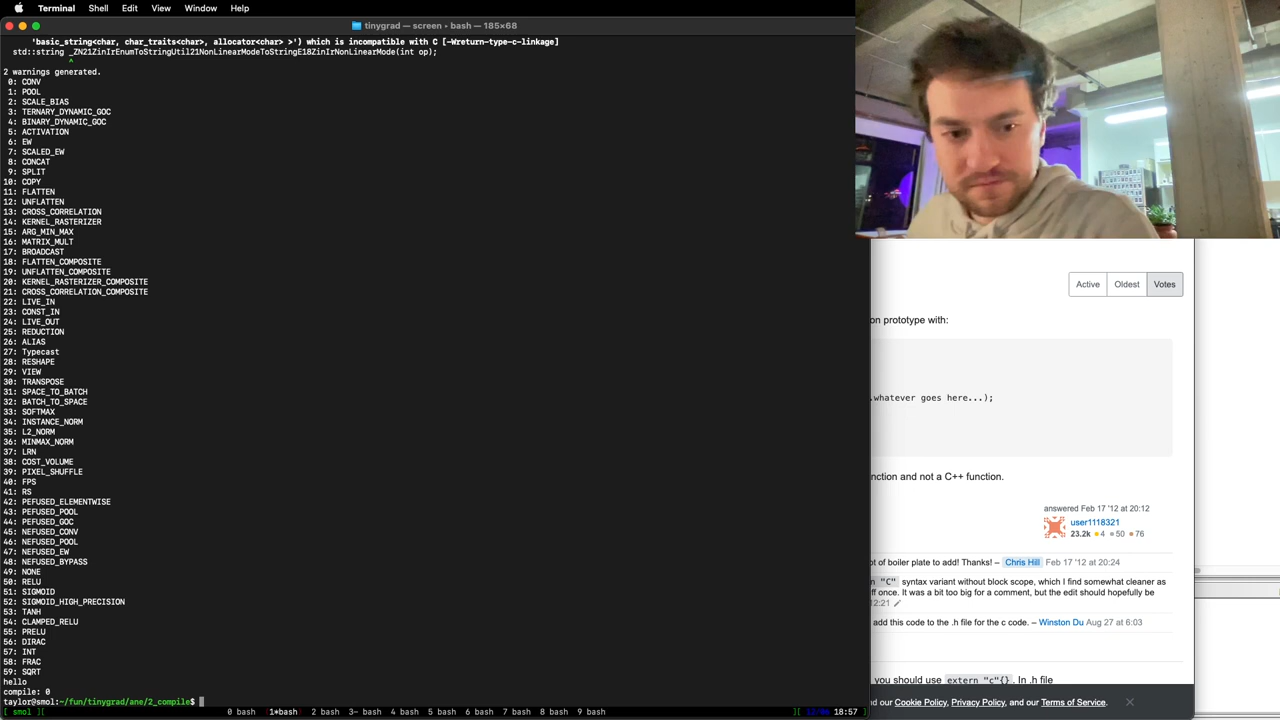 Terminal Shell Edit View Window Help
tinygrad — screen • bash — 185×68
'basic_string<char, char_traits<char>, allocator<char> >') which is incompatible with C [-Wreturn-type-c-linkage]
std::string _ZN21ZinIrEnumToStringUtil21NonLinearModeToStringE18ZinIrNonLinearMode(int op);
^
2 warnings generated.
0: CONV
1: POOL
2: SCALE_BIAS
3: TERNARY_DYNAMIC_GOC
4: BINARY_DYNAMIC_GOC
5: ACTIVATION
6: EW
7: SCALED_EW
8: CONCAT
9: SPLIT
10: COPY
11: FLATTEN
12: UNFLATTEN
13: CROSS_CORRELATION
14: KERNEL_RASTERIZER
15: ARG_MIN_MAX
16: MATRIX_MULT
17: BROADCAST
18: FLATTEN_COMPOSITE
19: UNFLATTEN_COMPOSITE
20: KERNEL_RASTERIZER_COMPOSITE
21: CROSS_CORRELATION_COMPOSITE
22: LIVE_IN
23: CONST_IN
24: LIVE_OUT
25: REDUCTION
26: ALIAS
27: Typecast
28: RESHAPE
29: VIEW
30: TRANSPOSE
31: SPACE_TO_BATCH
32: BATCH_TO_SPACE
33: SOFTMAX
34: INSTANCE_NORM
35: L2_NORM
36: MINMAX_NORM
37: LRN
38: COST_VOLUME
39: PIXEL_SHUFFLE
40: FPS
41: RS
42: PEFUSED_ELEMENTWISE
43: PEFUSED_POOL
44: PEFUSED_GOC
45: NEFUSED_CONV
46: NEFUSED_POOL
47: NEFUSED_EW
48: NEFUSED_BYPASS
49: NONE
50: RELU
51: SIGMOID
52: SIGMOID_HIGH_PRECISION
53: TANH
54: CLAMPED_RELU
55: PRELU
56: DIRAC
57: INT
58: FRAC
59: SQRT
hello
compile: 0
taylor@smol:~/fun/tinygrad/ane/2_compile$
[ smol ] 0 bash 1*bash 2 bash 3- bash 4 bash 5 bash 6 bash 7 bash 8 bash 9 bash ][ 18:57 ]
Active Oldest Votes
on prototype with:
.whatever goes here...);
nction and not a C++ function.
answered Feb 17 '12 at 20:12
user1118321
23.2k 4 50 76
ot of boiler plate to add! Thanks! – Chris Hill Feb 17 '12 at 20:24
n "C" syntax variant without block scope, which I find somewhat cleaner as
ff once. It was a bit too big for a comment, but the edit should hopefully be
12:21
add this code to the .h file for the c code. – Winston Du Aug 27 at 6:03
you should use extern "c"{}. In .h file
nd our Cookie Policy, Privacy Policy, and our Terms of Service.